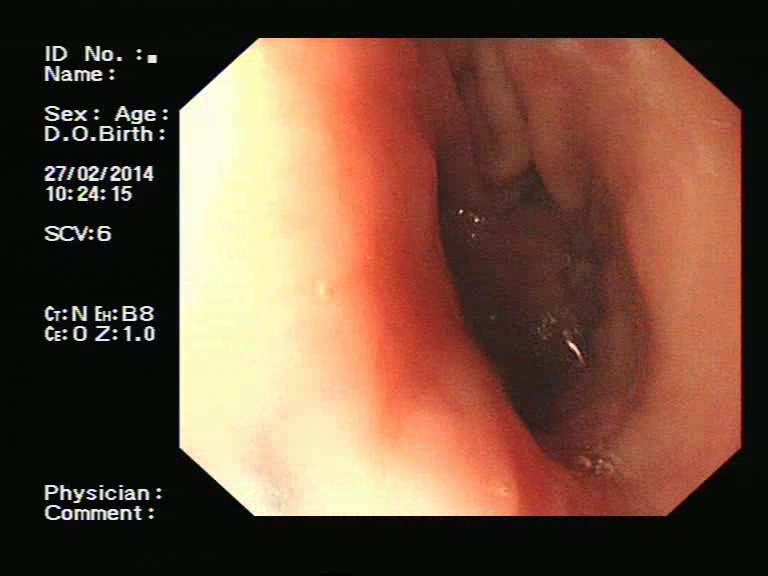 ID No. :
Name:
Sex: Age:
D.O.Birth:
27/02/2014
10:24:15
SCV:6
CT:N EH:B8
CE:0 Z:1.0
Physician:
Comment: